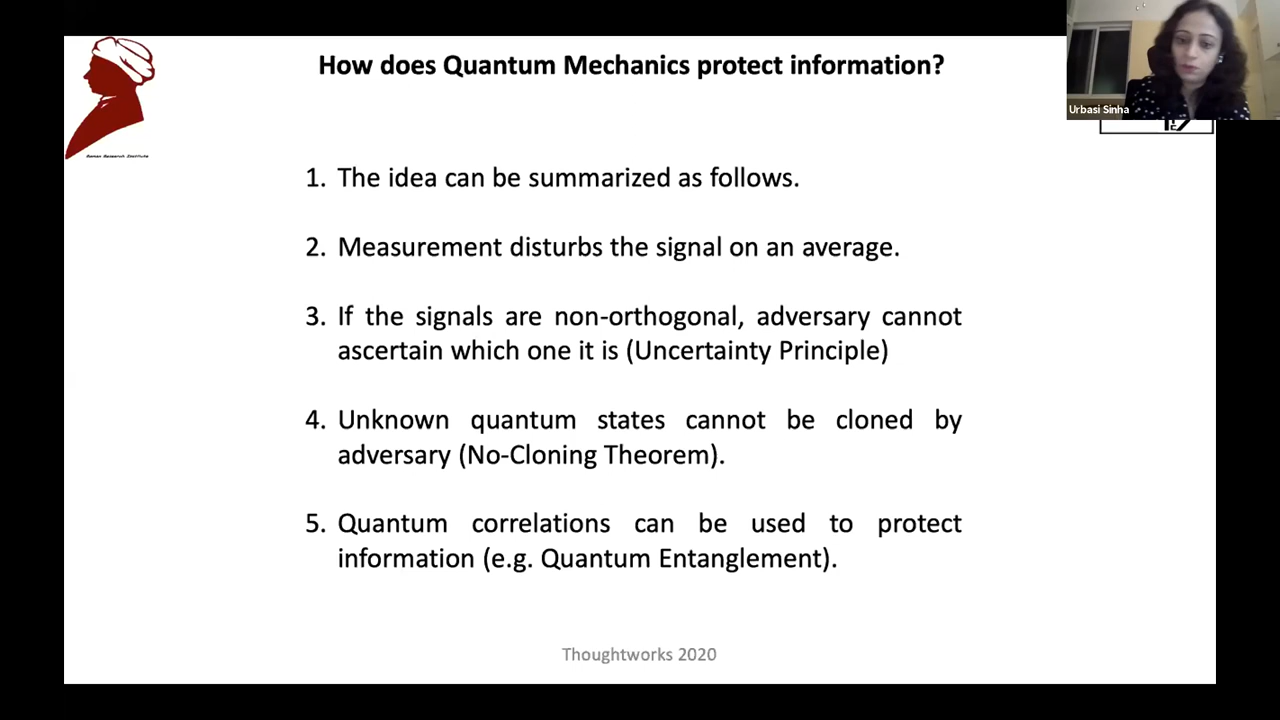 How does Quantum Mechanics protect information?
Urbasi Sinha
Raman Research Institute
1. The idea can be summarized as follows.
2. Measurement disturbs the signal on an average.
3. If the signals are non-orthogonal, adversary cannot
ascertain which one it is (Uncertainty Principle)
4. Unknown quantum states cannot be cloned by
adversary (No-Cloning Theorem).
5. Quantum correlations can be used to protect
information (e.g. Quantum Entanglement).
Thoughtworks 2020